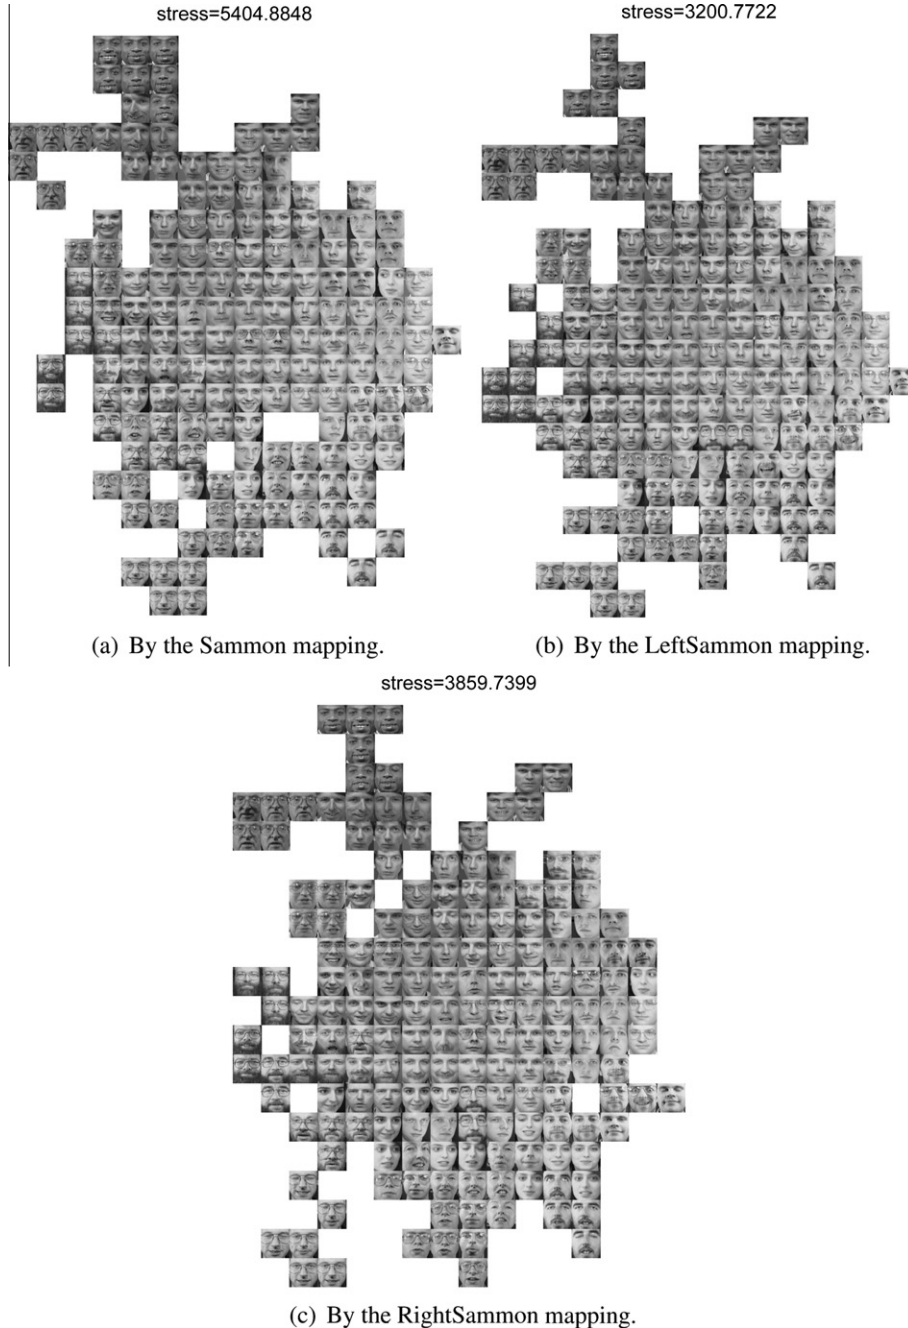 stress=5404.8848
stress=3200.7722
(a) By the Sammon mapping.
(b) By the LeftSammon mapping.
stress=3859.7399
(c) By the RightSammon mapping.